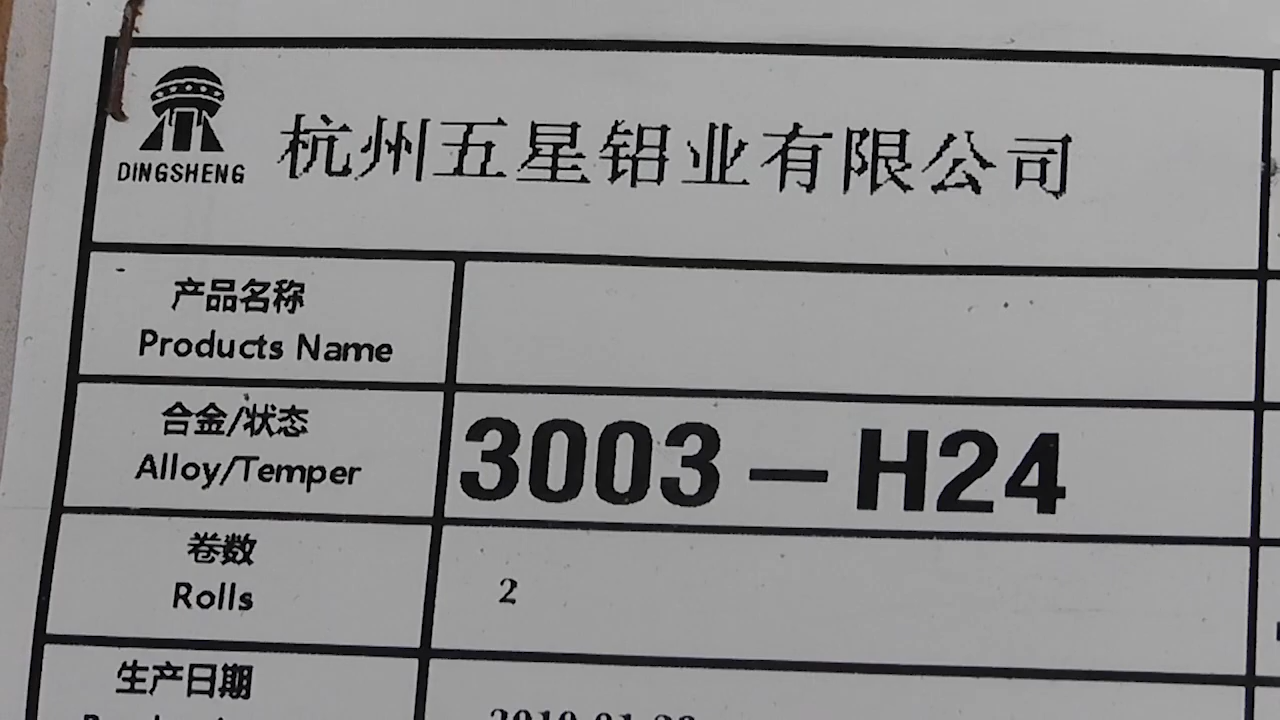 DINGSHENG
杭州五星铝业有限公司
产品名称
Products Name
合金/状态
Alloy/Temper
3003-H24
卷数
Rolls
2
生产日期